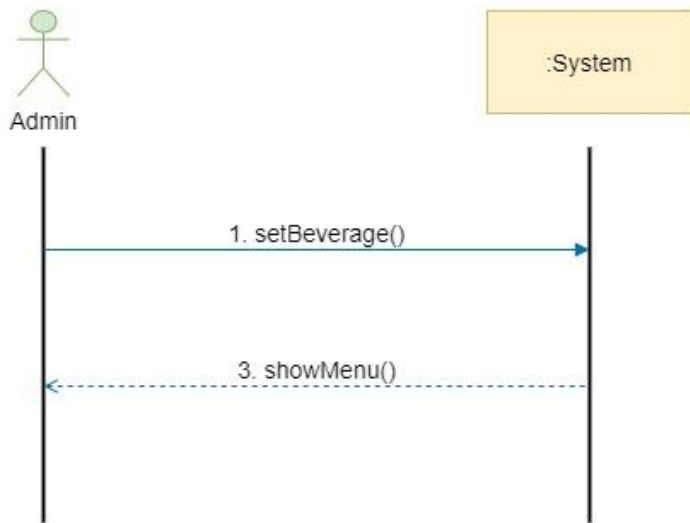 :System
Admin
1. setBeverage()
3. showMenu()